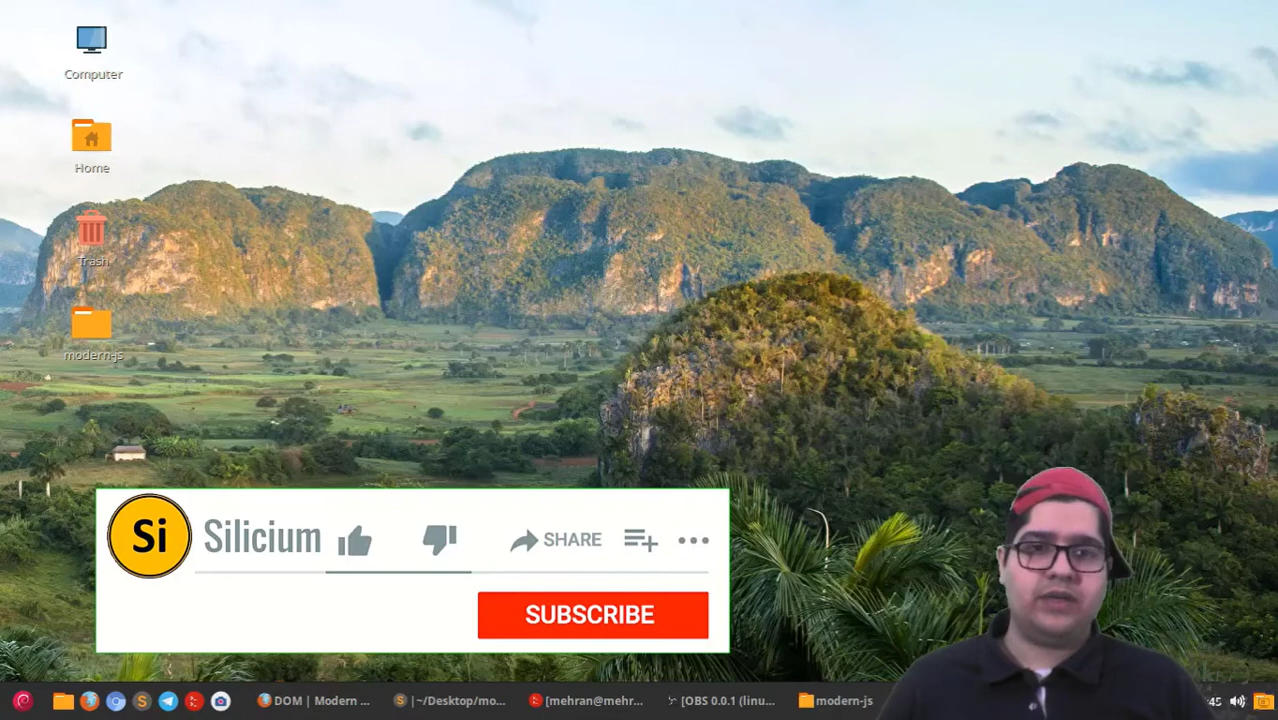 Computer
Home
Trash
modern-js
Si
Silicium
SHARE
SUBSCRIBE
DOM | Modern ...
|~/Desktop/mo...
[mehran@mehr...
[OBS 0.0.1 (linu...
modern-js
:45